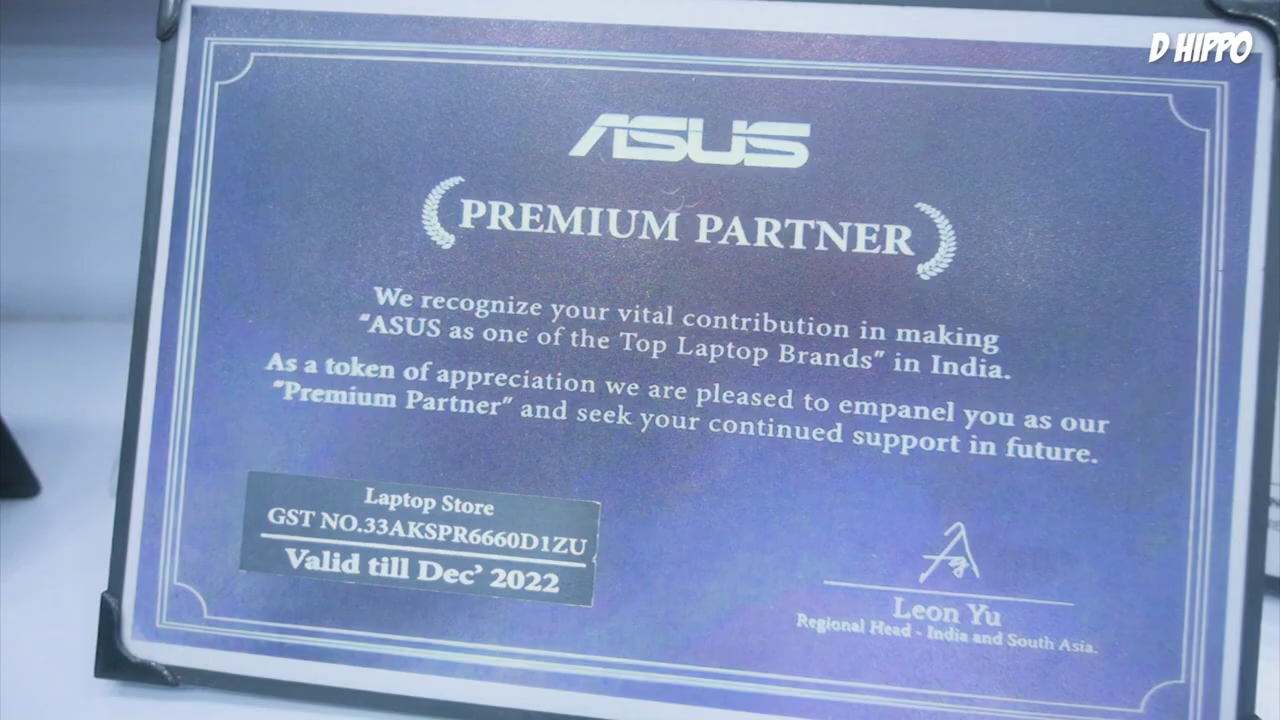 D HIPPO
ASUS
PREMIUM PARTNER
We recognize your vital contribution in making
"ASUS as one of the Top Laptop Brands" in India.
As a token of appreciation we are pleased to empanel you as our
"Premium Partner" and seek your continued support in future.
Laptop Store
GST NO.33AKSPR6660D1ZU
Valid till Dec' 2022
Leon Yu
Regional Head - India and South Asia.